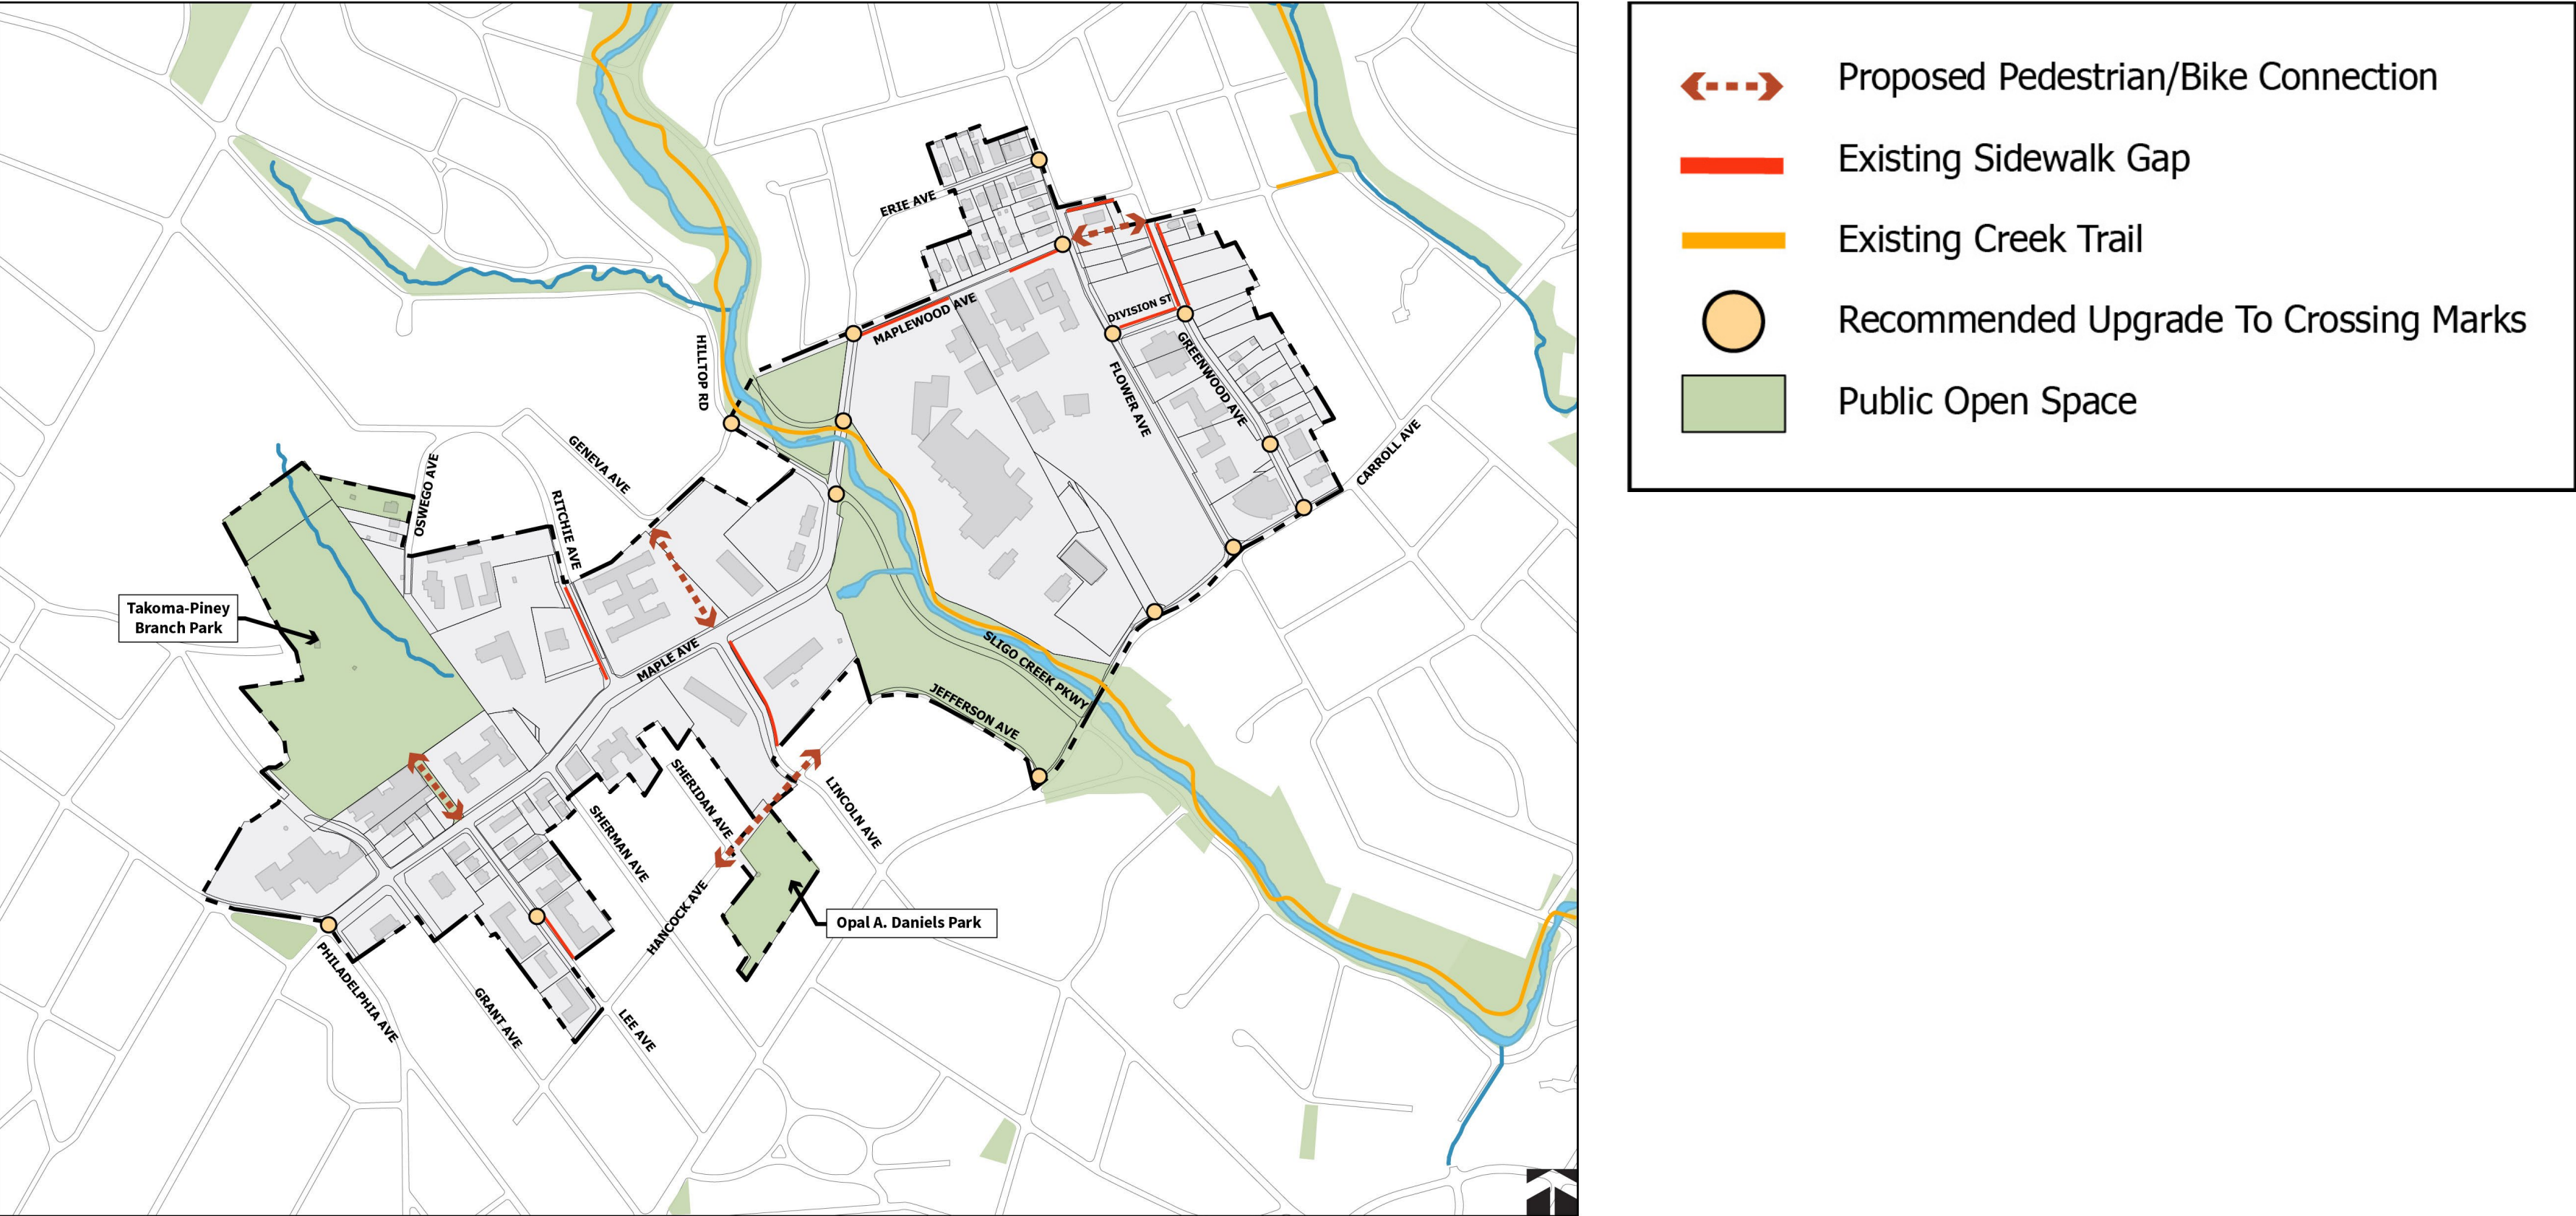 Proposed Pedestrian/Bike Connection
Existing Sidewalk Gap
Existing Creek Trail
Recommended Upgrade To Crossing Marks
Public Open Space
ERIE AVE
MAPLEWOOD AVE
DIVISION ST
HILLTOP RD
FLOWER AVE
GREENWOOD AVE
CARROLL AVE
GENEVA AVE
OSWEGO AVE
RITCHIE AVE
Takoma-Piney
Branch Park
MAPLE AVE
SLIGO CREEK PKWY
JEFFERSON AVE
SHERIDAN AVE
LINCOLN AVE
SHERMAN AVE
HANCOCK AVE
Opal A. Daniels Park
PHILADELPHIA AVE
GRANT AVE
LEE AVE